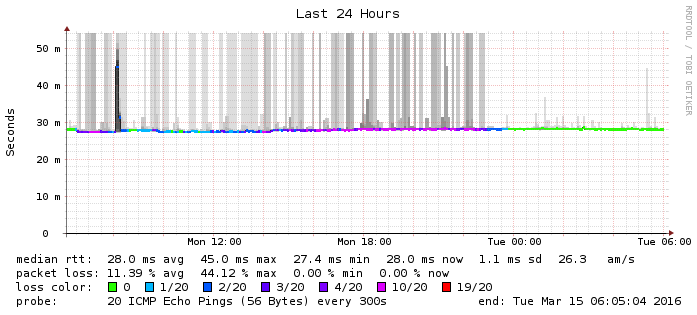 Last 24 Hours
RRDTOOL / TOBI OETIKER
Seconds
50 m
40 m
30 m
20 m
10 m
0
Mon 12:00 Mon 18:00 Tue 00:00 Tue 06:00
median rtt: 28.0 ms avg 45.0 ms max 27.4 ms min 28.0 ms now 1.1 ms sd 26.3 am/s
packet loss: 11.39 % avg 44.12 % max 0.00 % min 0.00 % now
loss color: 0 1/20 2/20 3/20 4/20 10/20 19/20
probe: 20 ICMP Echo Pings (56 Bytes) every 300s end: Tue Mar 15 06:05:04 2016